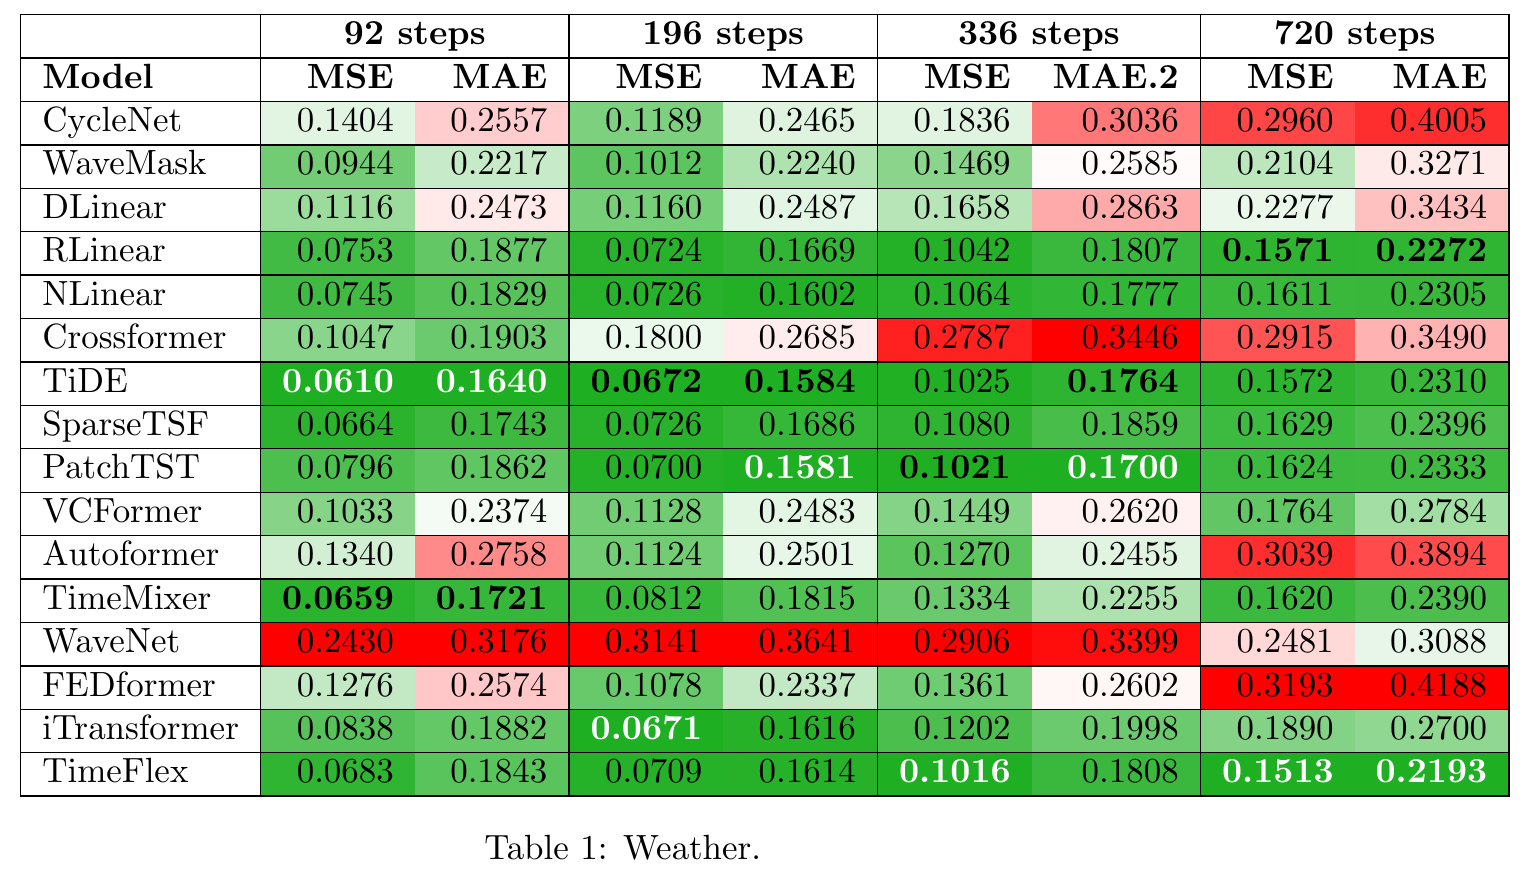 92 steps 196 steps 336 steps 720 steps
Model MSE MAE MSE MAE MSE MAE.2 MSE MAE
CycleNet 0.1404 0.2557 0.1189 0.2465 0.1836 0.3036 0.2960 0.4005
WaveMask 0.0944 0.2217 0.1012 0.2240 0.1469 0.2585 0.2104 0.3271
DLinear 0.1116 0.2473 0.1160 0.2487 0.1658 0.2863 0.2277 0.3434
RLinear 0.0753 0.1877 0.0724 0.1669 0.1042 0.1807 0.1571 0.2272
NLinear 0.0745 0.1829 0.0726 0.1602 0.1064 0.1777 0.1611 0.2305
Crossformer 0.1047 0.1903 0.1800 0.2685 0.2787 0.3446 0.2915 0.3490
TiDE 0.0610 0.1640 0.0672 0.1584 0.1025 0.1764 0.1572 0.2310
SparseTSF 0.0664 0.1743 0.0726 0.1686 0.1080 0.1859 0.1629 0.2396
PatchTST 0.0796 0.1862 0.0700 0.1581 0.1021 0.1700 0.1624 0.2333
VCFormer 0.1033 0.2374 0.1128 0.2483 0.1449 0.2620 0.1764 0.2784
Autoformer 0.1340 0.2758 0.1124 0.2501 0.1270 0.2455 0.3039 0.3894
TimeMixer 0.0659 0.1721 0.0812 0.1815 0.1334 0.2255 0.1620 0.2390
WaveNet 0.2430 0.3176 0.3141 0.3641 0.2906 0.3399 0.2481 0.3088
FEDformer 0.1276 0.2574 0.1078 0.2337 0.1361 0.2602 0.3193 0.4188
iTransformer 0.0838 0.1882 0.0671 0.1616 0.1202 0.1998 0.1890 0.2700
TimeFlex 0.0683 0.1843 0.0709 0.1614 0.1016 0.1808 0.1513 0.2193
Table 1: Weather.